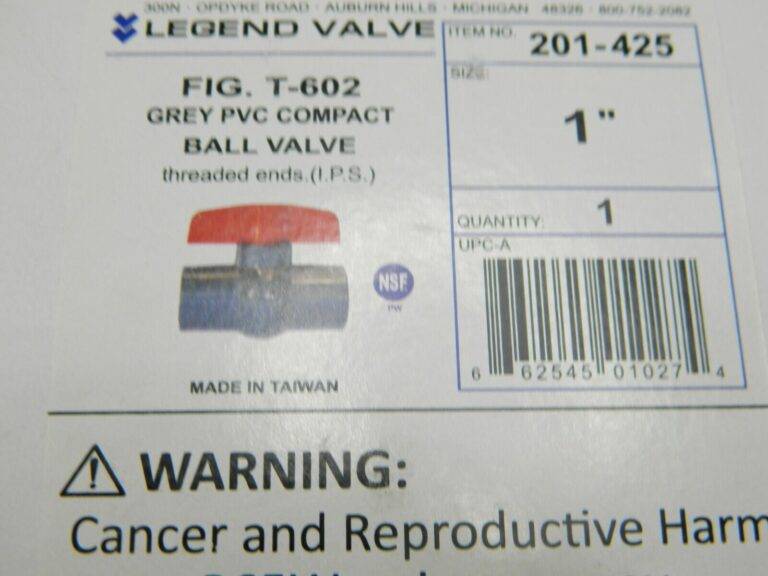 300N · OPDYKE ROAD · AUBURN HILLS · MICHIGAN 48326 · 800-752-2082
LEGEND VALVE
ITEM NO. 201-425
FIG. T-602
GREY PVC COMPACT
BALL VALVE
threaded ends.(I.P.S.)
SIZE:
1"
QUANTITY: 1
UPC-A
6 62545 01027 4
NSF
PW
MADE IN TAIWAN
WARNING:
Cancer and Reproductive Harm